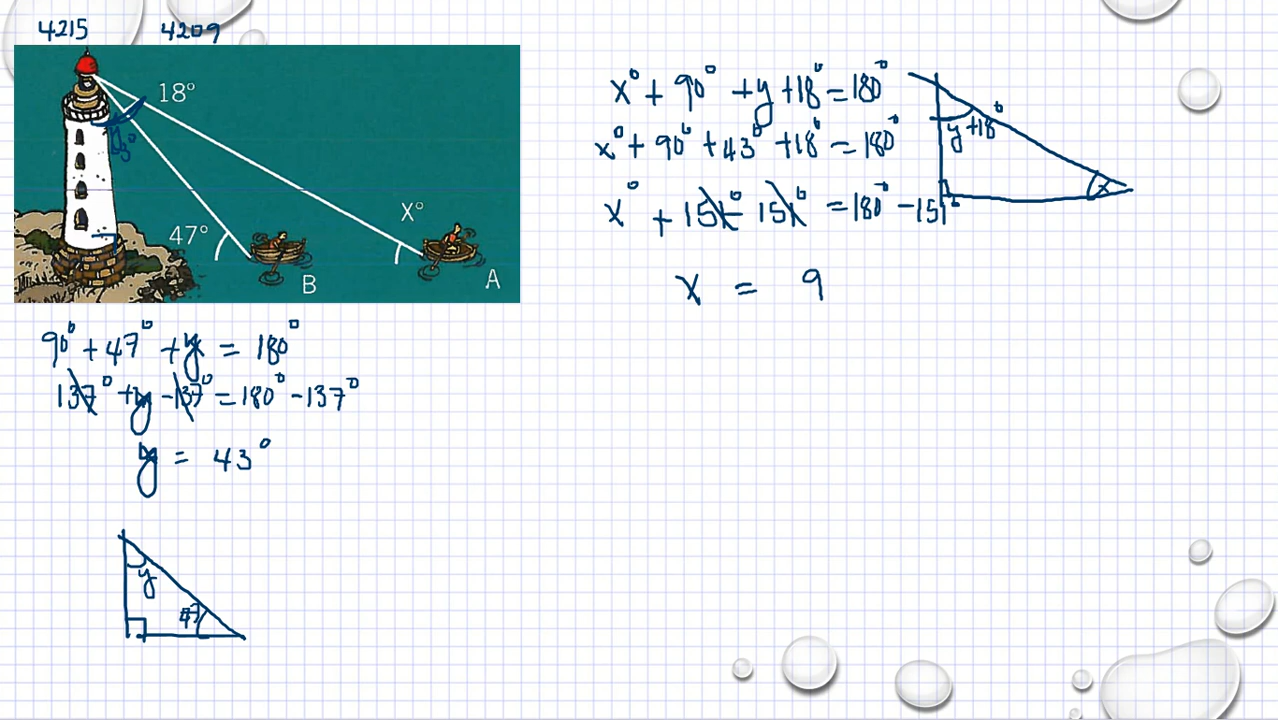 4215 4209
18°
43°
X°
47°
B
A
90° + 47° + y = 180°
137° + y - 137° = 180° - 137°
y = 43°
y
47
x° + 90° + y + 18° = 180°
x° + 90° + 43° + 18° = 180°
x° + 151° - 151° = 180° - 151°
x = 9
y + 18°
x